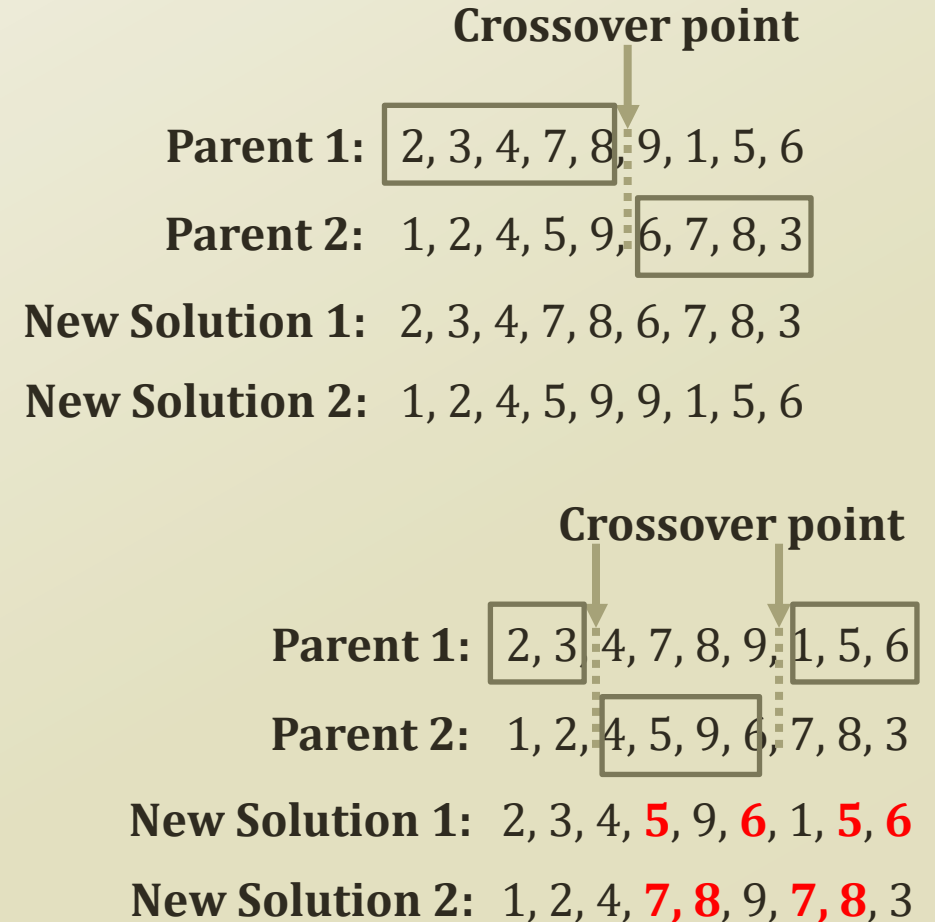 Crossover point
Parent 1: 2, 3, 4, 7, 8, 9, 1, 5, 6
Parent 2: 1, 2, 4, 5, 9, 6, 7, 8, 3
New Solution 1: 2, 3, 4, 7, 8, 6, 7, 8, 3
New Solution 2: 1, 2, 4, 5, 9, 9, 1, 5, 6
Crossover point
Parent 1: 2, 3, 4, 7, 8, 9, 1, 5, 6
Parent 2: 1, 2, 4, 5, 9, 6, 7, 8, 3
New Solution 1: 2, 3, 4, 5, 9, 6, 1, 5, 6
New Solution 2: 1, 2, 4, 7, 8, 9, 7, 8, 3